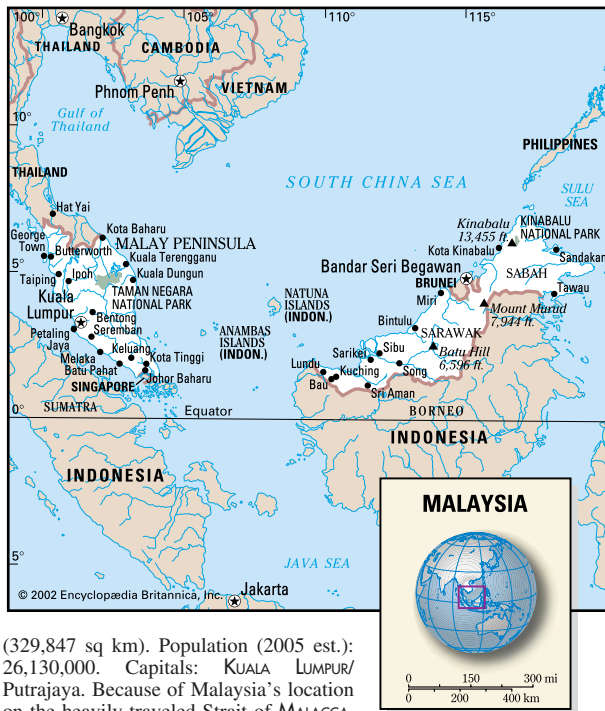 100°
105°
110°
115°
Bangkok
THAILAND
CAMBODIA
VIETNAM
Phnom Penh
Gulf of
Thailand
10°
PHILIPPINES
THAILAND
SOUTH CHINA SEA
SULU
SEA
Hat Yai
Kota Baharu
George
Town
Butterworth
MALAY PENINSULA
Kuala Terengganu
Kinabalu
13,455 ft.
KINABALU
NATIONAL PARK
Kota Kinabalu
Sandakan
5°
Taiping
Ipoh
Kuala Dungun
TAMAN NEGARA
NATIONAL PARK
Bandar Seri Begawan
BRUNEI
SABAH
Tawau
Kuala
Lumpur
Bentong
Seremban
NATUNA
ISLANDS
(INDON.)
Miri
Mount Murud
7,944 ft.
Petaling
Jaya
ANAMBAS
ISLANDS
(INDON.)
Bintulu
SARAWAK
Keluang
Melaka
Kota Tinggi
Batu Pahat
Sibu
Sarikei
Batu Hill
6,596 ft.
Lundu
Kuching
Song
SINGAPORE
Johor Baharu
Bau
Sri Aman
0°
SUMATRA
Equator
BORNEO
INDONESIA
INDONESIA
MALAYSIA
5°
JAVA SEA
© 2002 Encyclopædia Britannica, Inc.
Jakarta
0 150 300 mi
0 200 400 km
(329,847 sq km). Population (2005 est.):
26,130,000. Capitals: KUALA LUMPUR/
Putrajaya. Because of Malaysia’s location
on the heavily traveled Strait of MALACCA,